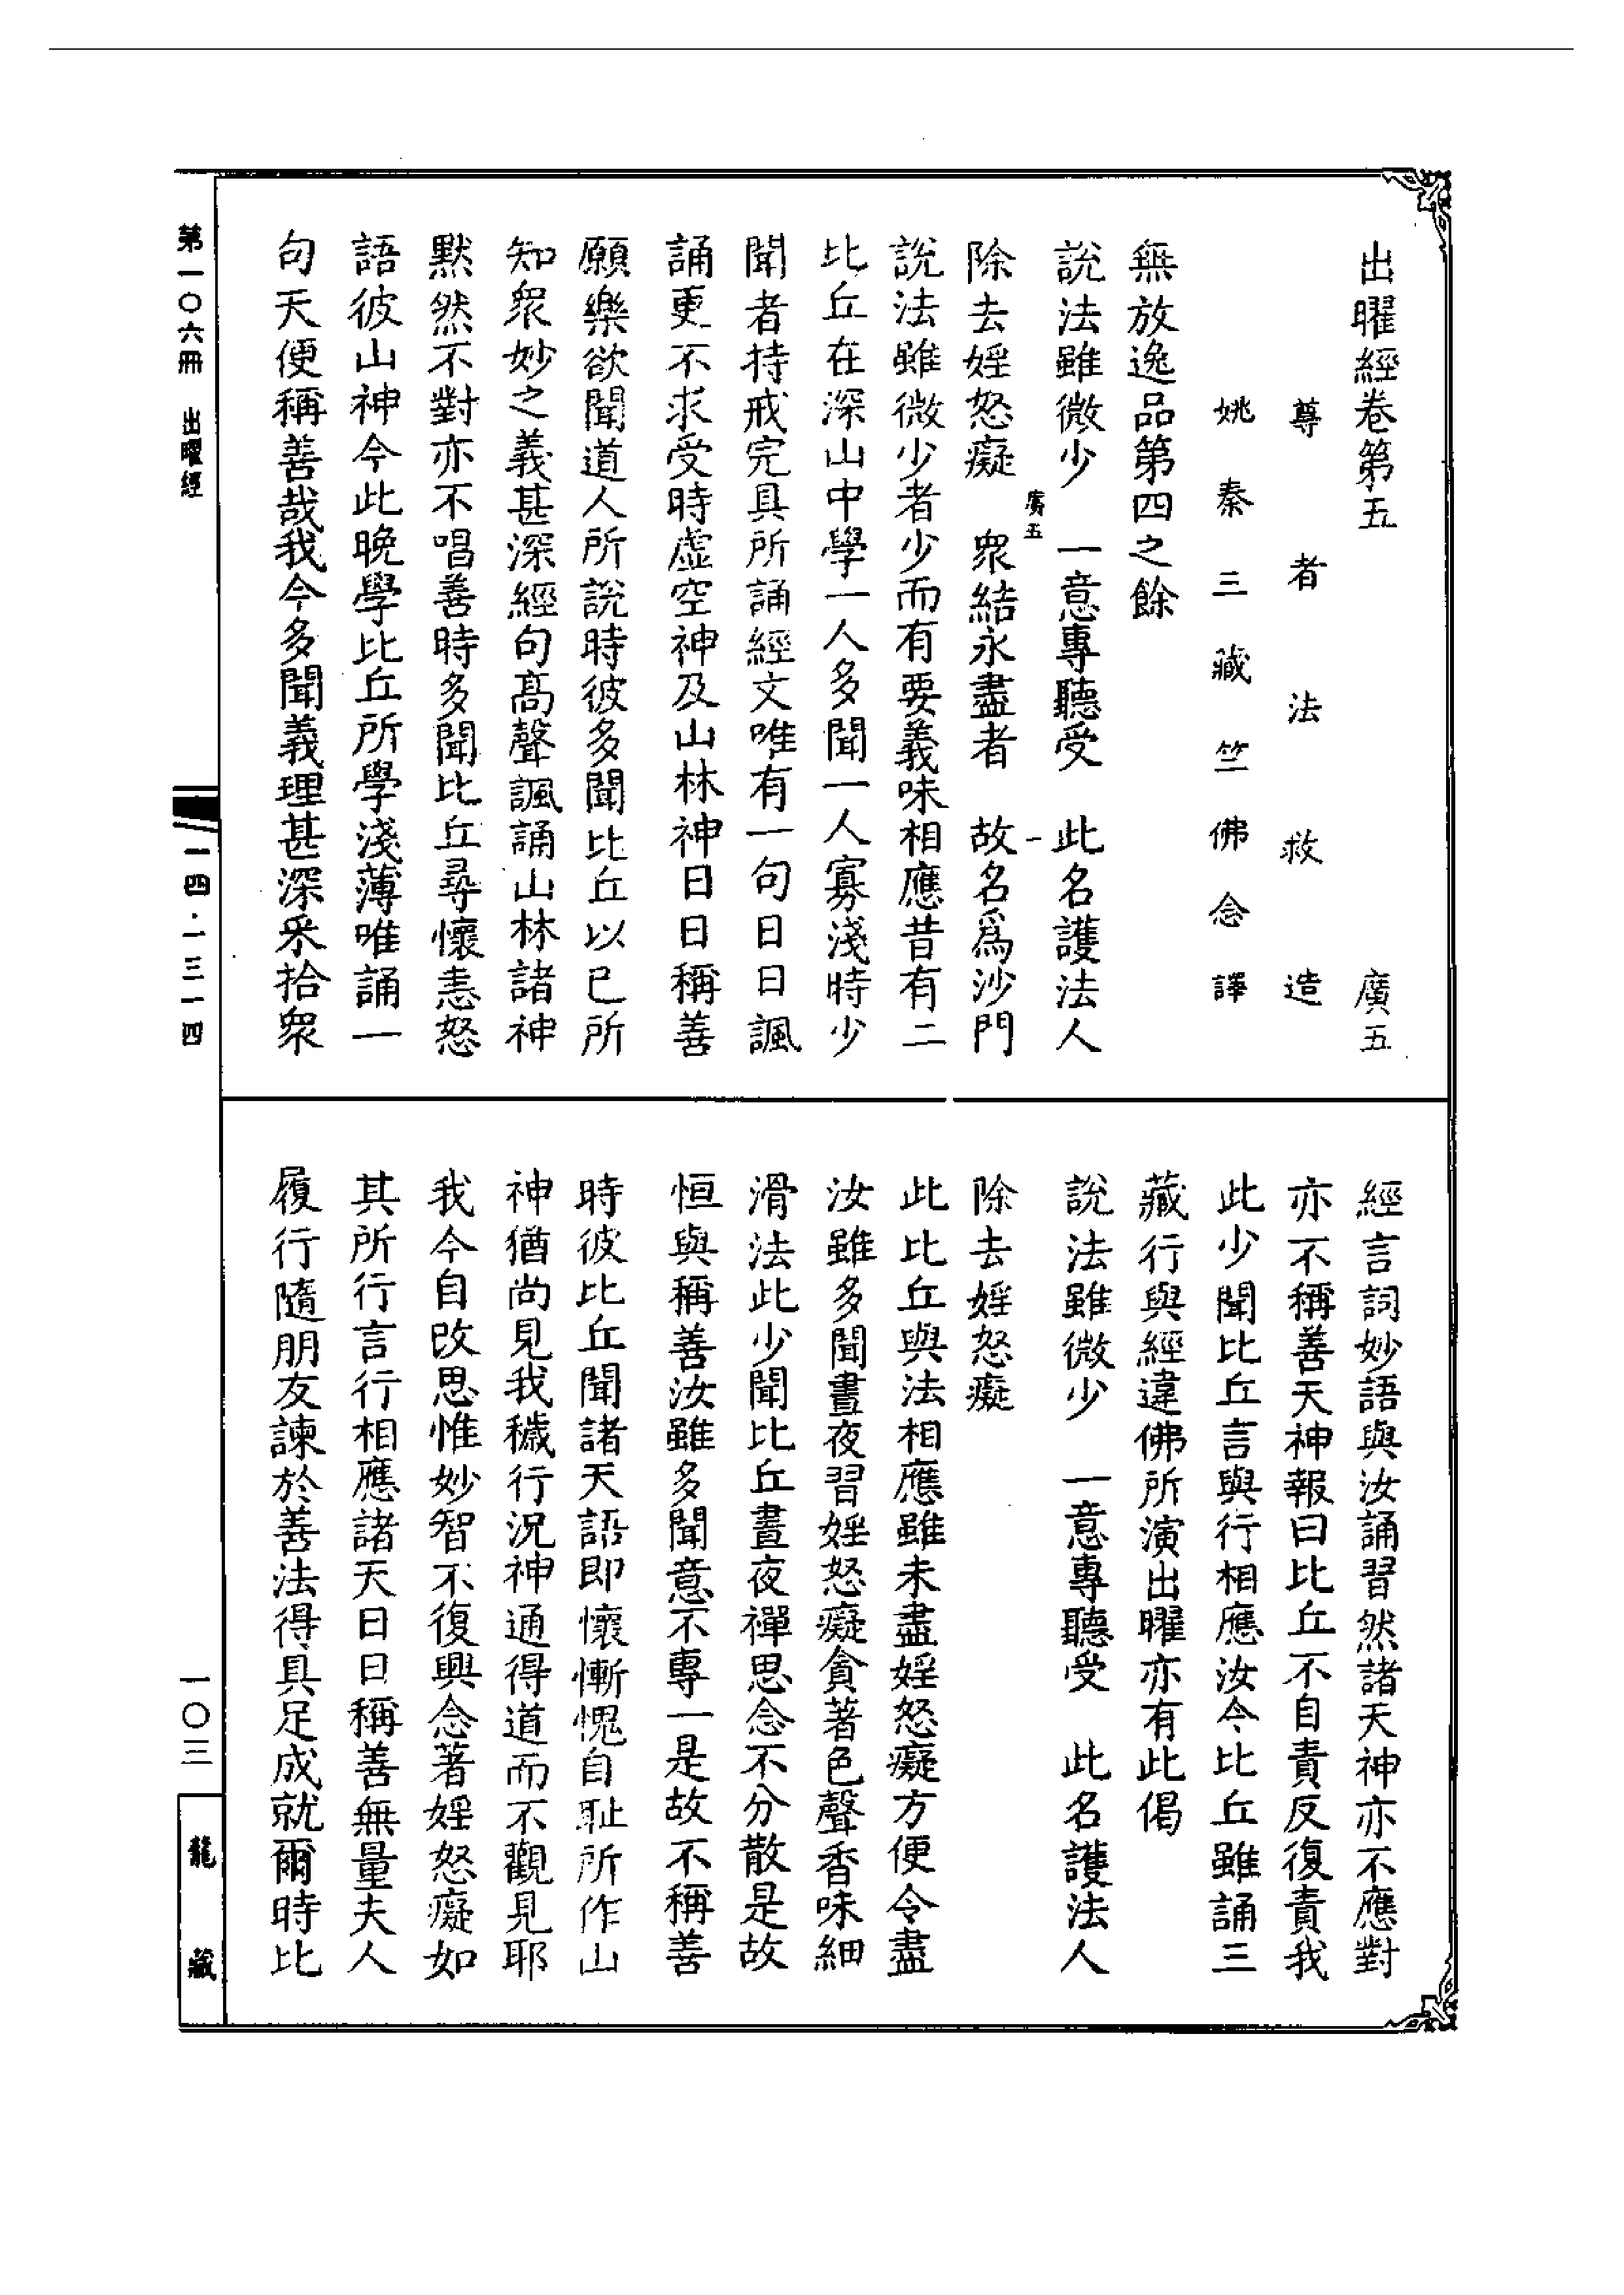 出曜經卷第五　廣五
尊者法救造
姚秦三藏竺佛念譯
無放逸品第四之餘
說法雖微少　一意專聽受　此名護法人
廣五　一
除去婬怒癡　眾結永盡者　故名爲沙門
說法雖微少者少而有要義味相應昔有二
比丘在深山中學一人多聞一人寡淺時少
聞者持戒完具所誦經文唯有一句日日諷
誦更不求受時虛空神及山林神日日稱善
願樂欲聞道人所說時彼多聞比丘以已所
知眾妙之義甚深經句高聲諷誦山林諸神
默然不對亦不唱善時多聞比丘尋懷恚怒
語彼山神今此晚學比丘所學淺薄唯誦一
句天便稱善哉我今多聞義理甚深釆拾眾
經言詞妙語與汝誦習然諸天神亦不應對
亦不稱善天神報曰比丘不自責反復責我
此少聞比丘言與行相應汝今比丘雖誦三
藏行與經違佛所演出曜亦有此偈
說法雖微少　一意專聽受　此名護法人
除去婬怒癡
此比丘與法相應雖未盡婬怒癡方便令盡
汝雖多聞晝夜習婬怒癡貪著色聲香味細
滑法此少聞比丘晝夜禪思念不分散是故
恒與稱善汝雖多聞意不專一是故不稱善
時彼比丘聞諸天語即懷慚愧自耻所作山
神猶尚見我穢行況神通得道而不觀見耶
我今自改思惟妙智不復興念著婬怒癡如
其所行言行相應諸天日日稱善無量夫人
履行隨朋友諫於善法得具足成就爾時比
第一〇六冊　出曜經
一四·一三一四
一〇三
龍藏